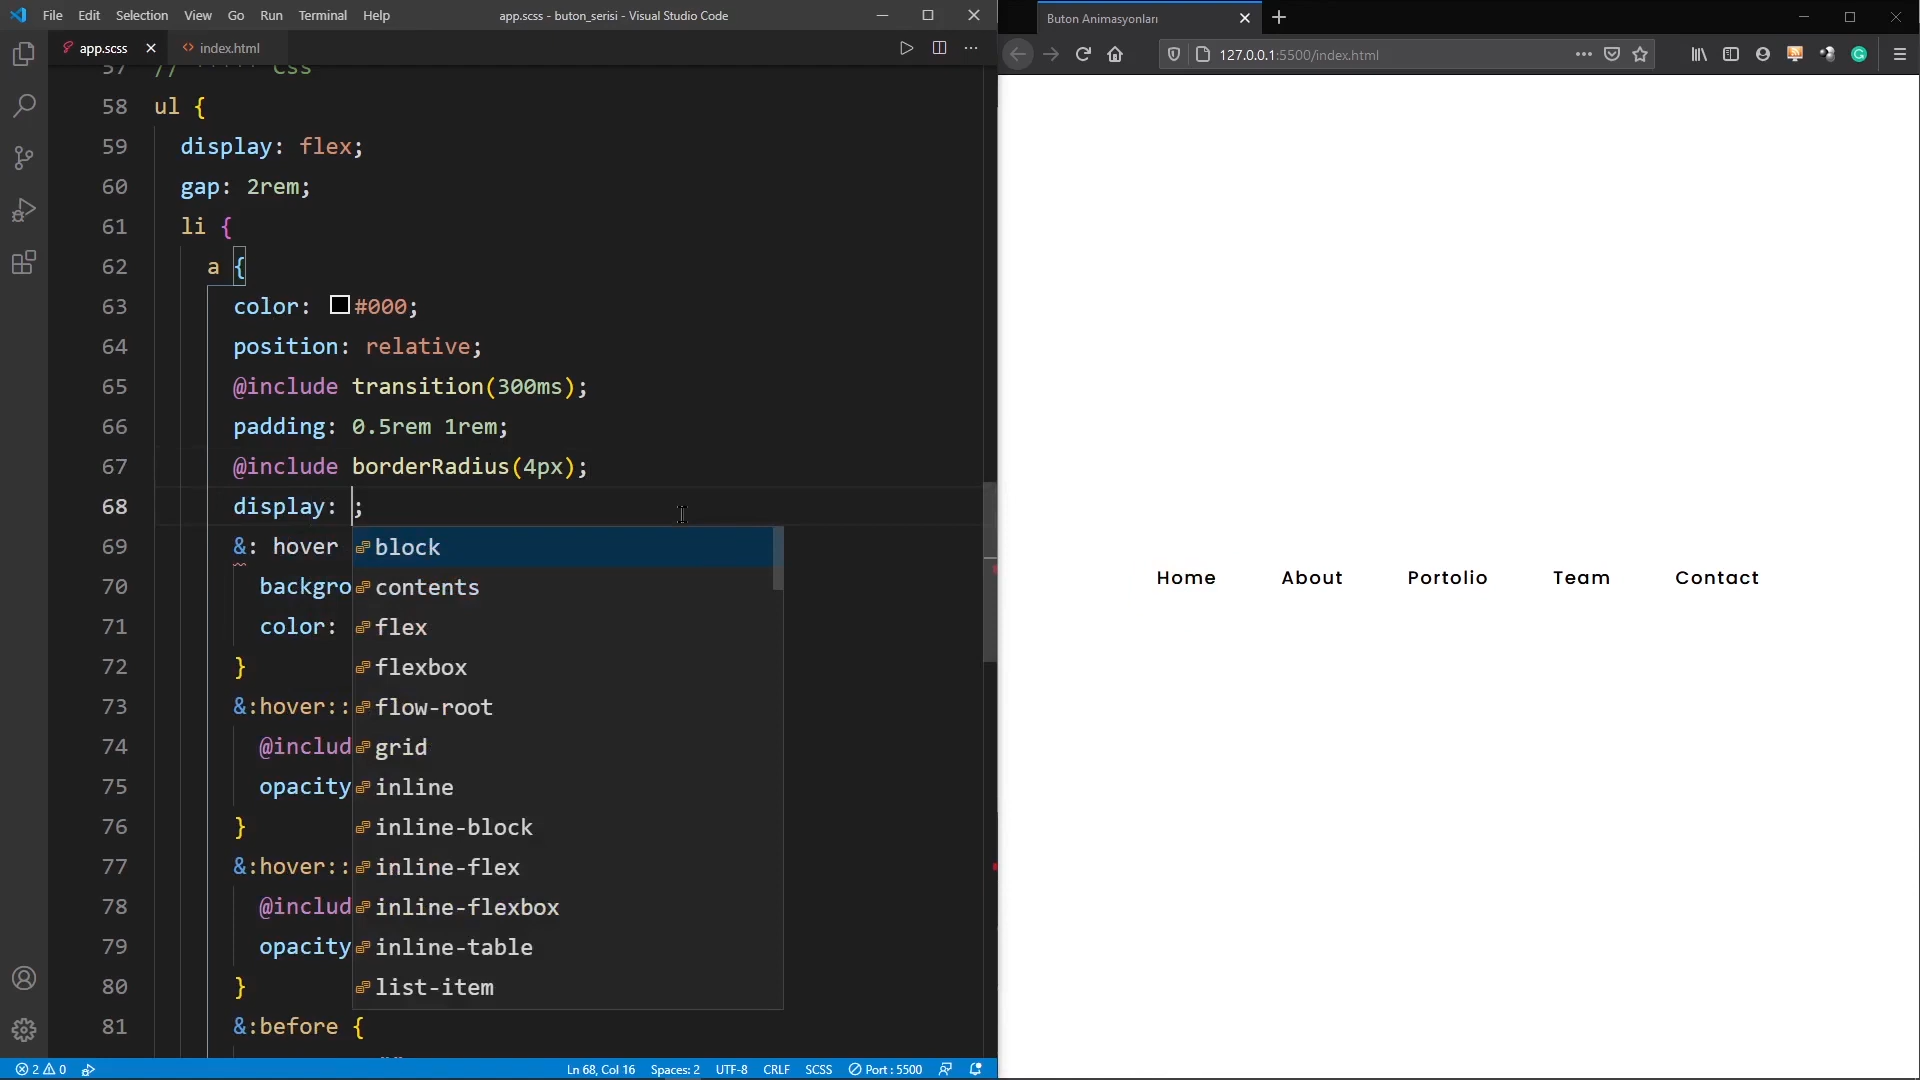 File Edit Selection View Go Run Terminal Help
app.scss - buton_serisi - Visual Studio Code
app.scss
index.html
57 // ***** Css
58 ul {
59 display: flex;
60 gap: 2rem;
61 li {
62 a {
63 color: #000;
64 position: relative;
65 @include transition(300ms);
66 padding: 0.5rem 1rem;
67 @include borderRadius(4px);
68 display: ;
69 &: hover
70 backgro
71 color:
72 }
73 &:hover::
74 @includ
75 opacity
76 }
77 &:hover::
78 @includ
79 opacity
80 }
81 &:before {
block
contents
flex
flexbox
flow-root
grid
inline
inline-block
inline-flex
inline-flexbox
inline-table
list-item
2 0
Ln 68, Col 16 Spaces: 2 UTF-8 CRLF SCSS Port : 5500
Buton Animasyonları
127.0.0.1:5500/index.html
Home About Portolio Team Contact